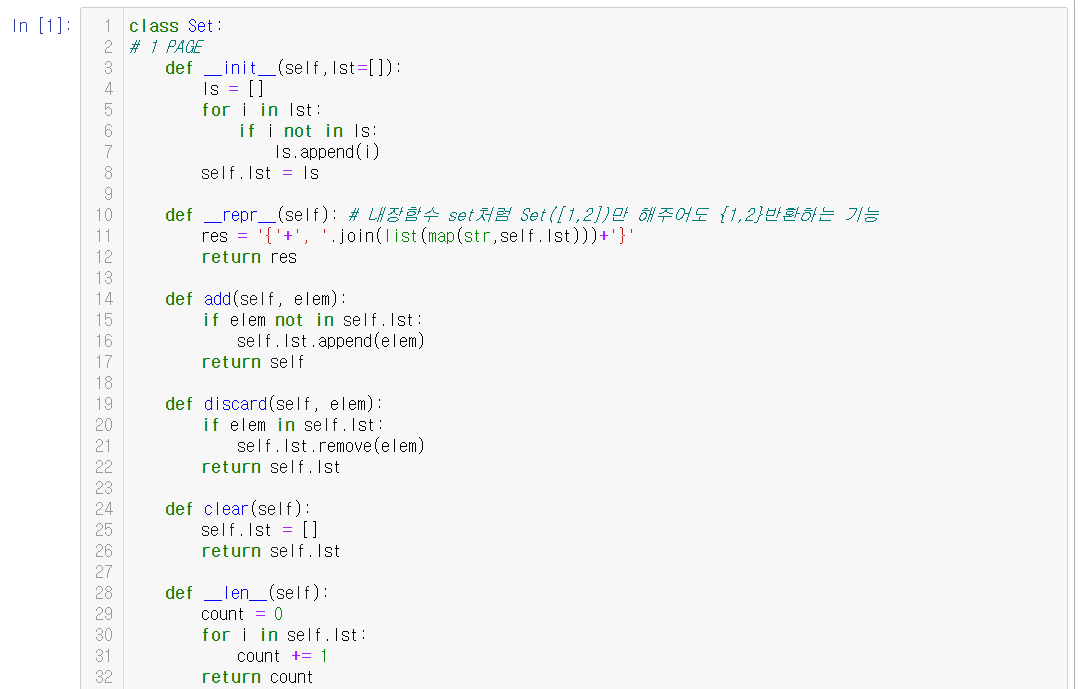 In [1]:
1 class Set:
2 # 1 PAGE
3     def __init__(self,lst=[]):
4         ls = []
5         for i in lst:
6             if i not in ls:
7                 ls.append(i)
8         self.lst = ls
9
10     def __repr__(self): # 내장함수 set처럼 Set([1,2])만 해주어도 {1,2}반환하는 기능
11         res = '{'+', '.join(list(map(str,self.lst)))+'}'
12         return res
13
14     def add(self, elem):
15         if elem not in self.lst:
16             self.lst.append(elem)
17         return self
18
19     def discard(self, elem):
20         if elem in self.lst:
21             self.lst.remove(elem)
22         return self.lst
23
24     def clear(self):
25         self.lst = []
26         return self.lst
27
28     def __len__(self):
29         count = 0
30         for i in self.lst:
31             count += 1
32         return count